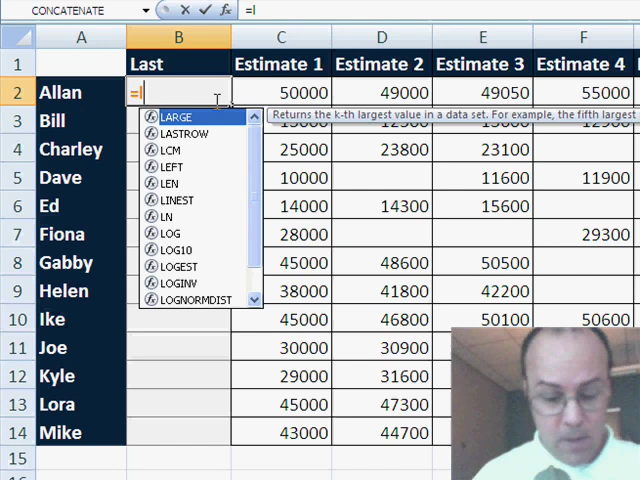 CONCATENATE fx =l
A B C D E F
1 Last Estimate 1 Estimate 2 Estimate 3 Estimate 4
2 Allan =l 50000 49000 49050 55000
LARGE Returns the k-th largest value in a data set. For example, the fifth largest
3 Bill
LASTROW
4 Charley LCM 25000 23800 23100
LEFT
5 Dave LEN 10000 11600 11900
LINEST
6 Ed LN 14000 14300 15600
7 Fiona LOG 28000 29300
LOG10
8 Gabby LOGEST 45000 48600 50500
LOGINV
9 Helen LOGNORMDIST 38000 41800 42200
10 Ike 45000 46800 50100 50600
11 Joe 30000 30900
12 Kyle 29000 31600
13 Lora 45000 47300
14 Mike 43000 44700
15
16